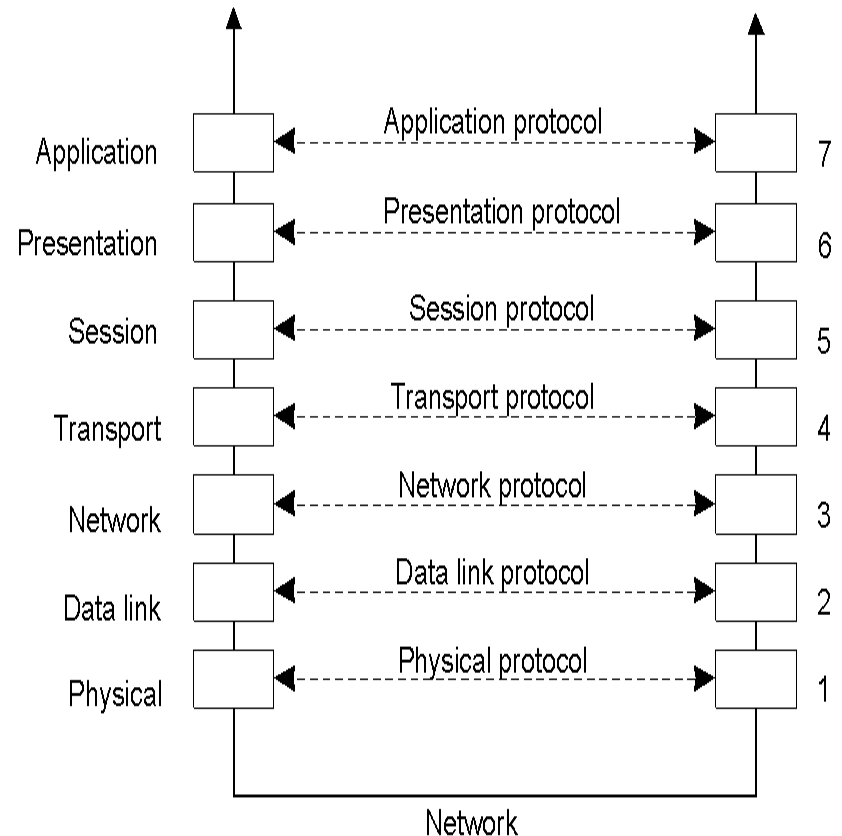 Application protocol
Application
7
Presentation protocol
Presentation
6
Session protocol
Session
5
Transport protocol
Transport
4
Network protocol
Network
3
Data link protocol
Data link
2
Physical protocol
Physical
1
Network